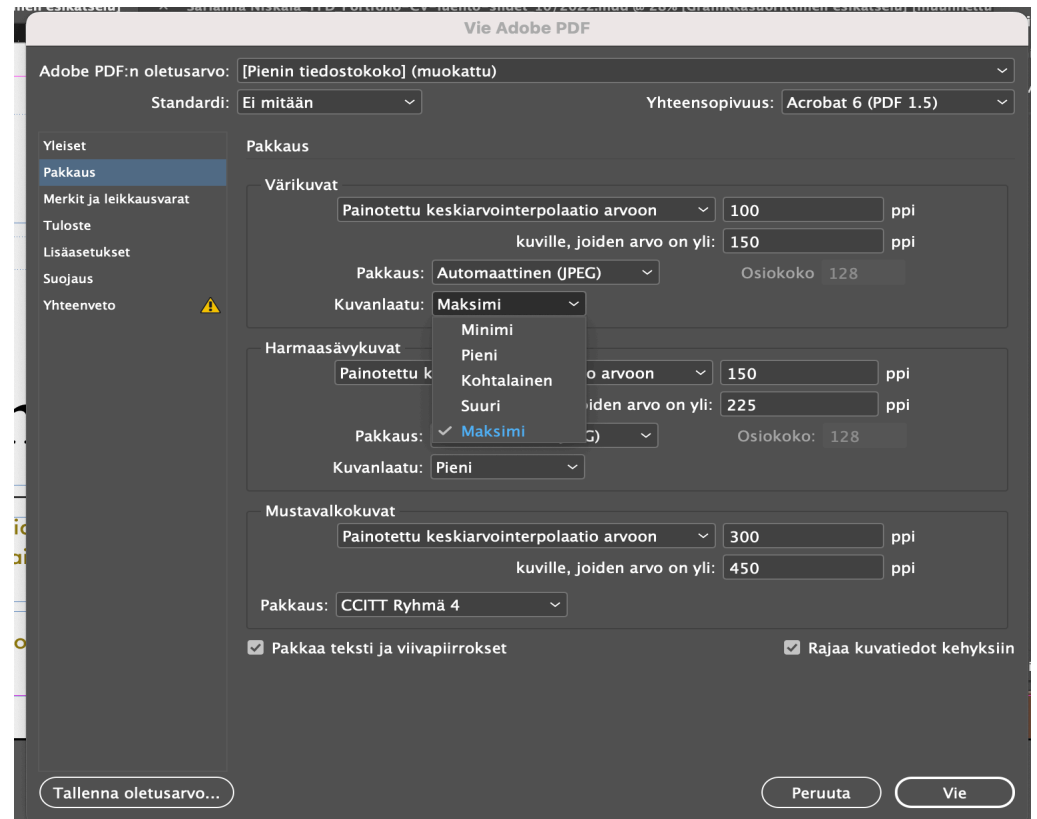 Vie Adobe PDF
Adobe PDF:n oletusarvo: [Pienin tiedostokoko] (muokattu)
Standardi: Ei mitään Yhteensopivuus: Acrobat 6 (PDF 1.5)
Yleiset
Pakkaus
Merkit ja leikkausvarat
Tuloste
Lisäasetukset
Suojaus
Yhteenveto
Pakkaus
Värikuvat
Painotettu keskiarvointerpolaatio arvoon 100 ppi
kuville, joiden arvo on yli: 150 ppi
Pakkaus: Automaattinen (JPEG) Osiokoko 128
Kuvanlaatu: Maksimi
Minimi
Pieni
Kohtalainen
Suuri
Maksimi
Harmaasävykuvat
Painotettu k o arvoon 150 ppi
iden arvo on yli: 225 ppi
Pakkaus: G) Osiokoko: 128
Kuvanlaatu: Pieni
Mustavalkokuvat
Painotettu keskiarvointerpolaatio arvoon 300 ppi
kuville, joiden arvo on yli: 450 ppi
Pakkaus: CCITT Ryhmä 4
Pakkaa teksti ja viivapiirrokset Rajaa kuvatiedot kehyksiin
Tallenna oletusarvo... Peruuta Vie